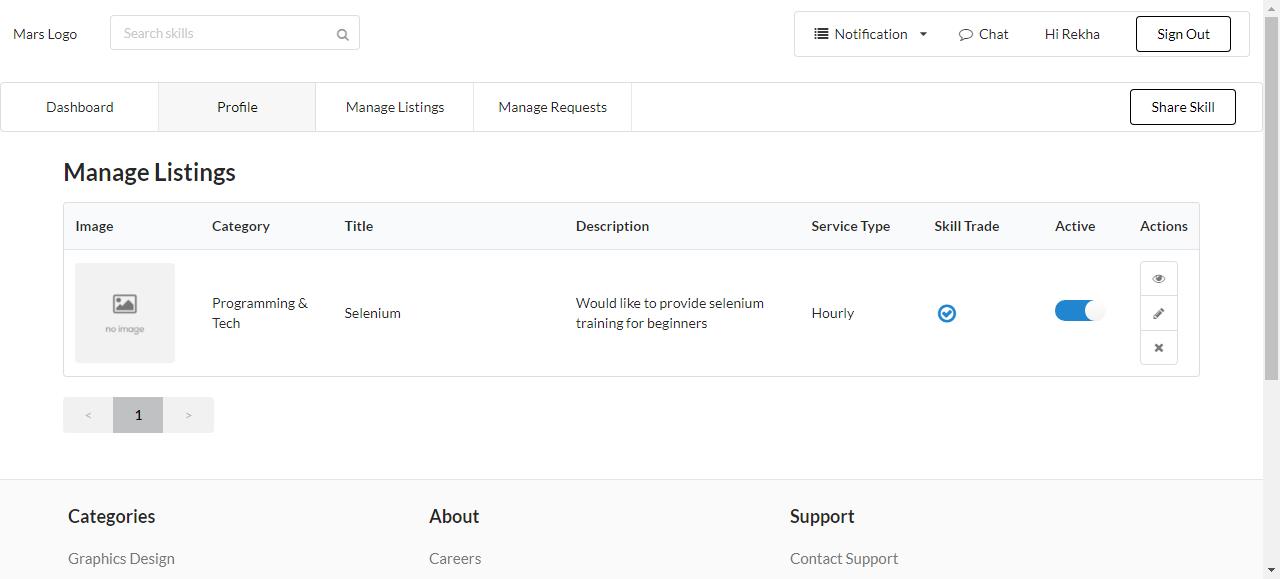 Mars Logo
Search skills
Notification
Chat
Hi Rekha
Sign Out
Dashboard
Profile
Manage Listings
Manage Requests
Share Skill
Manage Listings
Image
Category
Title
Description
Service Type
Skill Trade
Active
Actions
no image
Programming &
Tech
Selenium
Would like to provide selenium
training for beginners
Hourly
<
1
>
Categories
About
Support
Graphics Design
Careers
Contact Support